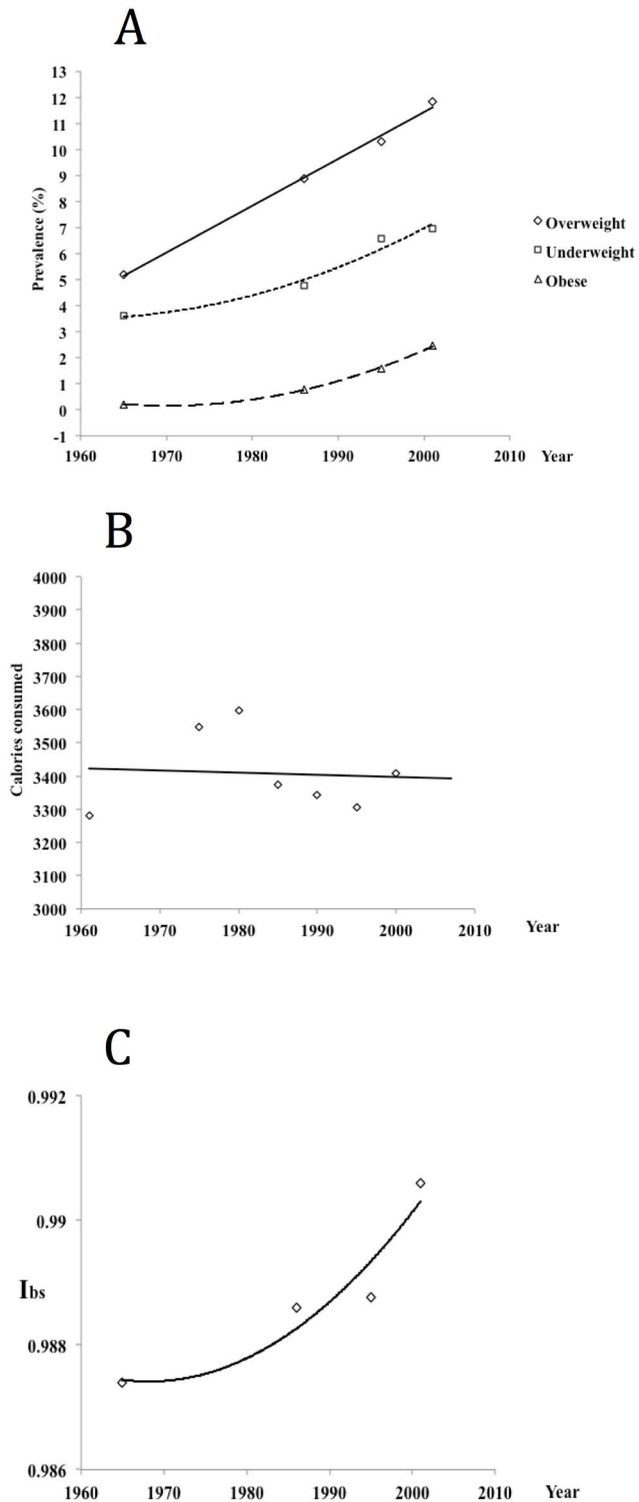 A
13
12
11
10
9
8
7
6
5
4
3
2
1
0
-1
Prevalence (%)
1960 1970 1980 1990 2000 2010 Year
Overweight
Underweight
Obese
B
4000
3900
3800
3700
3600
3500
3400
3300
3200
3100
3000
Calories consumed
1960 1970 1980 1990 2000 2010 Year
C
0.992
0.99
0.988
0.986
Ibs
1960 1970 1980 1990 2000 2010 Year